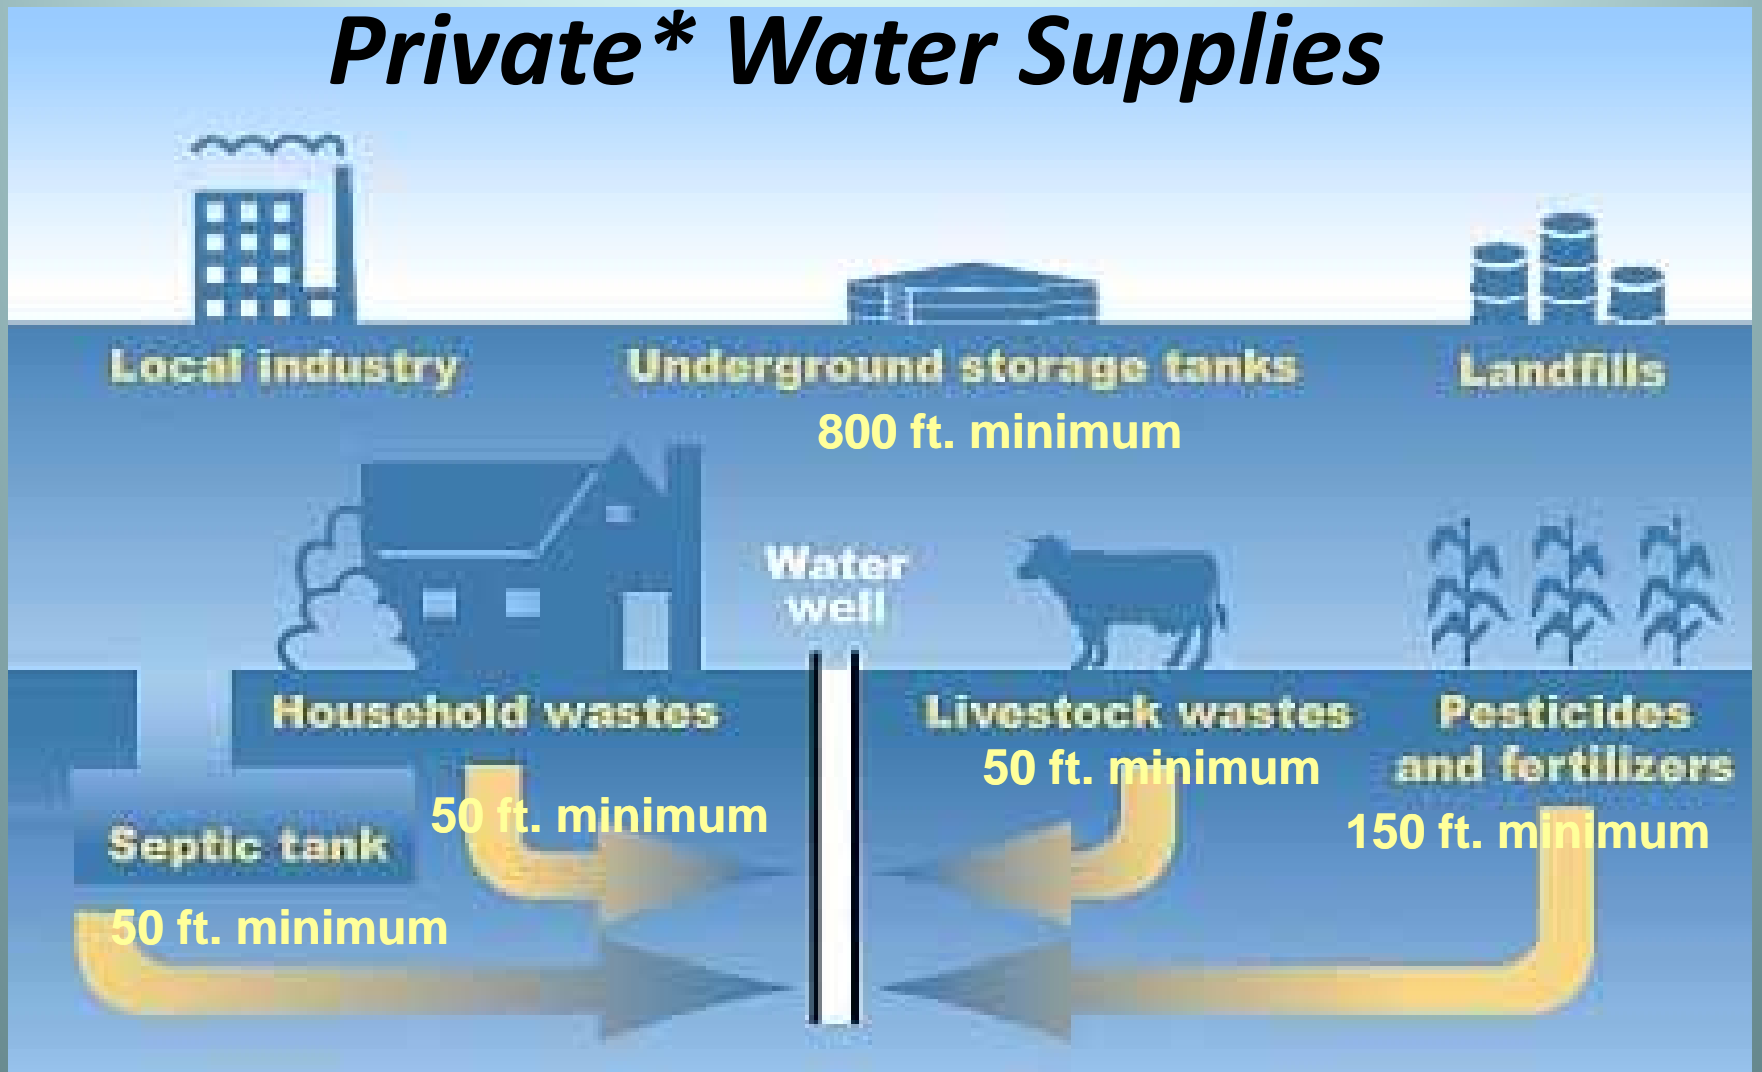 Private* Water Supplies
Local industry
Underground storage tanks
Landfills
800 ft. minimum
Water
well
Household wastes
Livestock wastes
Pesticides
and fertilizers
50 ft. minimum
50 ft. minimum
150 ft. minimum
Septic tank
50 ft. minimum